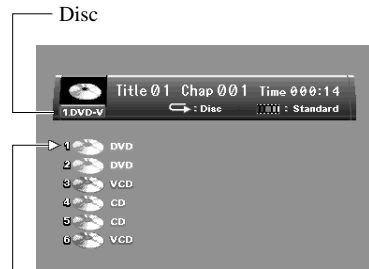 Disc
Title 01 Chap 001 Time 000:14
1 DVD-V : Disc : Standard
1 DVD
2 DVD
3 VCD
4 CD
5 CD
6 VCD